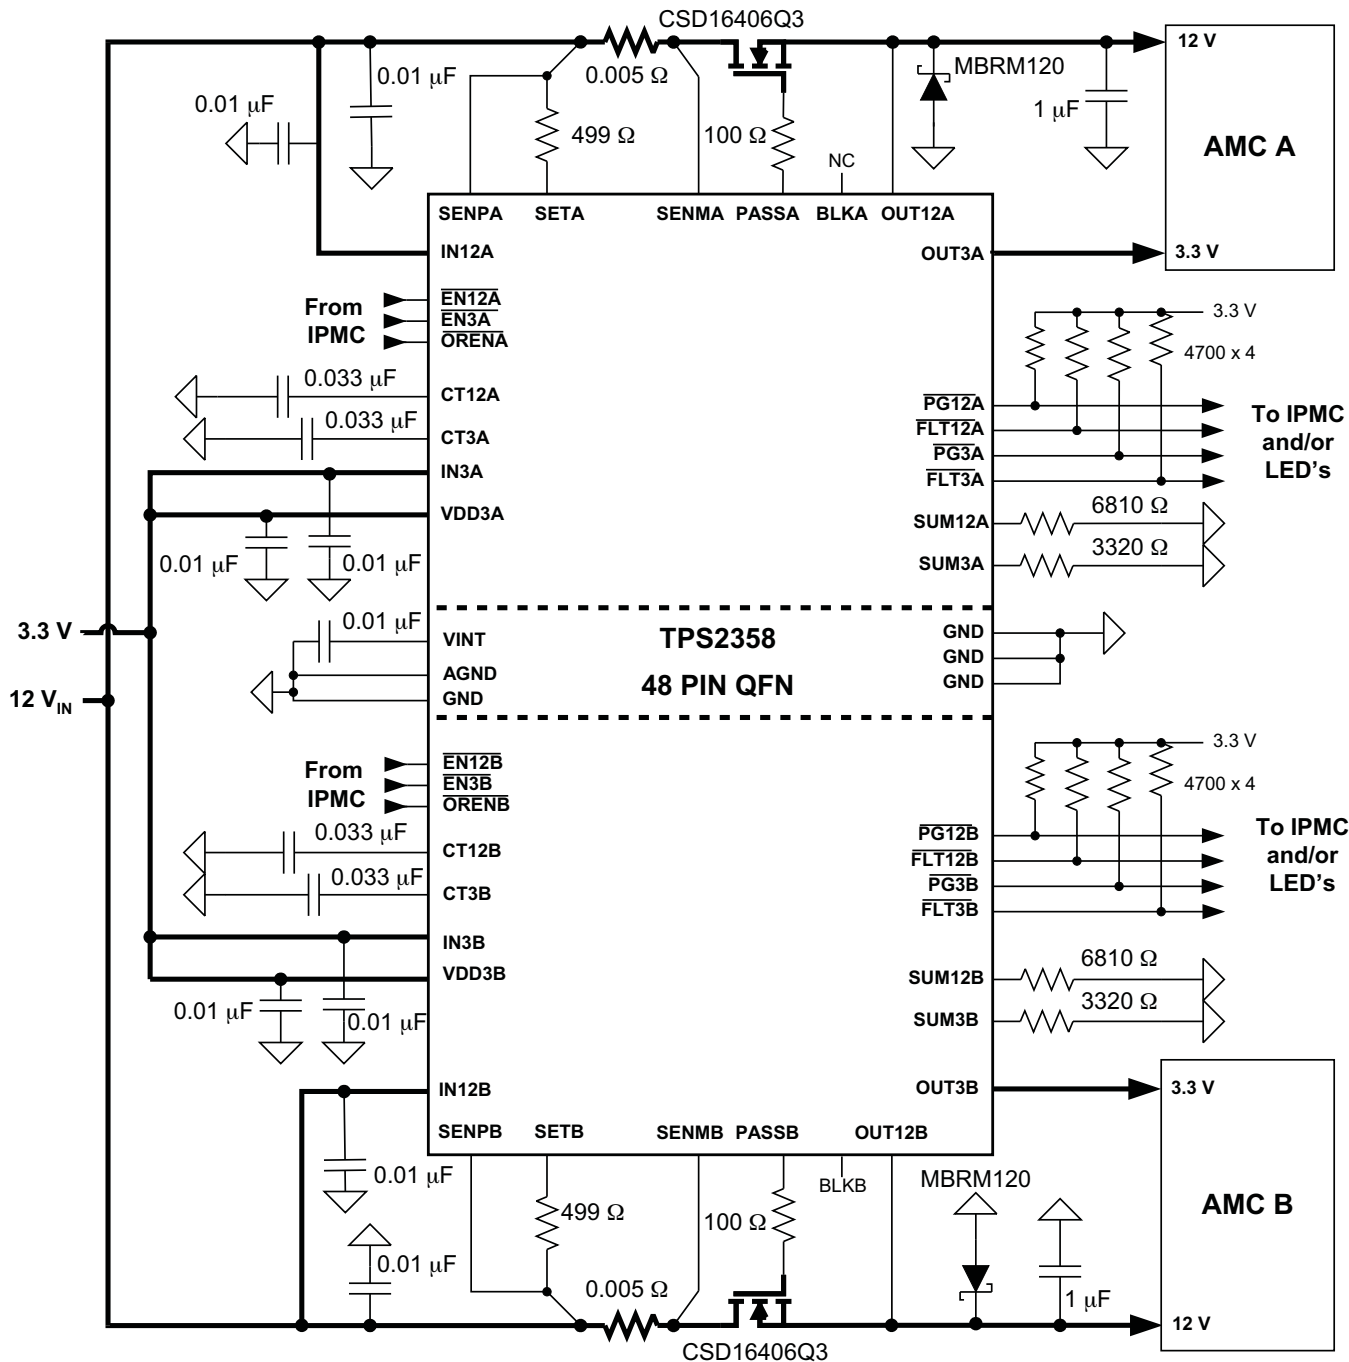 CSD16406Q3
0.01 μF
0.01 μF
0.005 Ω
499 Ω
100 Ω
NC
MBRM120
1 μF
12 V
AMC A
3.3 V
SENPA
SETA
SENMA
PASSA
BLKA
OUT12A
IN12A
OUT3A
From
IPMC
EN12A
EN3A
ORENA
3.3 V
4700 x 4
0.033 μF
CT12A
0.033 μF
CT3A
PG12A
FLT12A
PG3A
FLT3A
To IPMC
and/or
LED's
IN3A
VDD3A
0.01 μF
0.01 μF
SUM12A
6810 Ω
SUM3A
3320 Ω
3.3 V
12 VIN
0.01 μF
VINT
AGND
GND
TPS2358
48 PIN QFN
GND
GND
GND
From
IPMC
EN12B
EN3B
ORENB
3.3 V
4700 x 4
0.033 μF
CT12B
0.033 μF
CT3B
PG12B
FLT12B
PG3B
FLT3B
To IPMC
and/or
LED's
IN3B
VDD3B
0.01 μF
0.01 μF
SUM12B
6810 Ω
SUM3B
3320 Ω
IN12B
OUT3B
3.3 V
SENPB
SETB
SENMB
PASSB
OUT12B
BLKB
0.01 μF
0.01 μF
499 Ω
100 Ω
0.005 Ω
MBRM120
1 μF
AMC B
12 V
CSD16406Q3